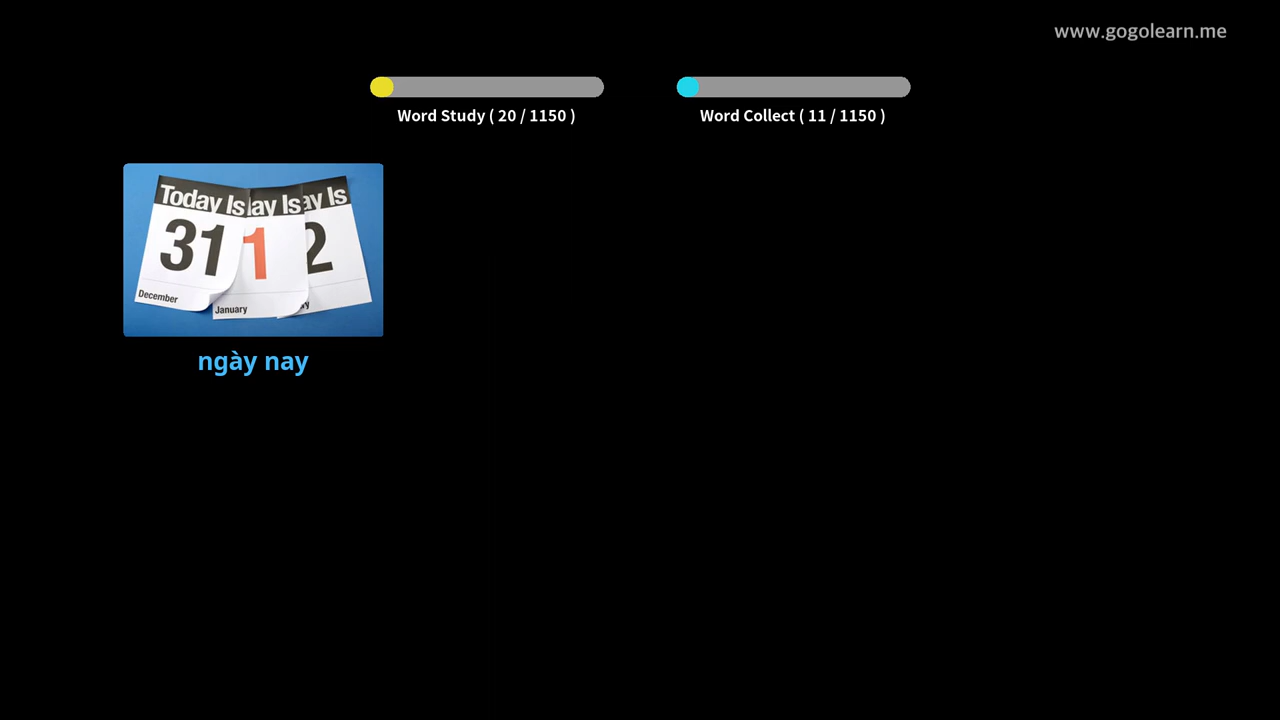 www.gogolearn.me
Word Study ( 20 / 1150 )
Word Collect ( 11 / 1150 )
Today Is
31
December
ay Is
1
January
ay Is
2
ngày nay